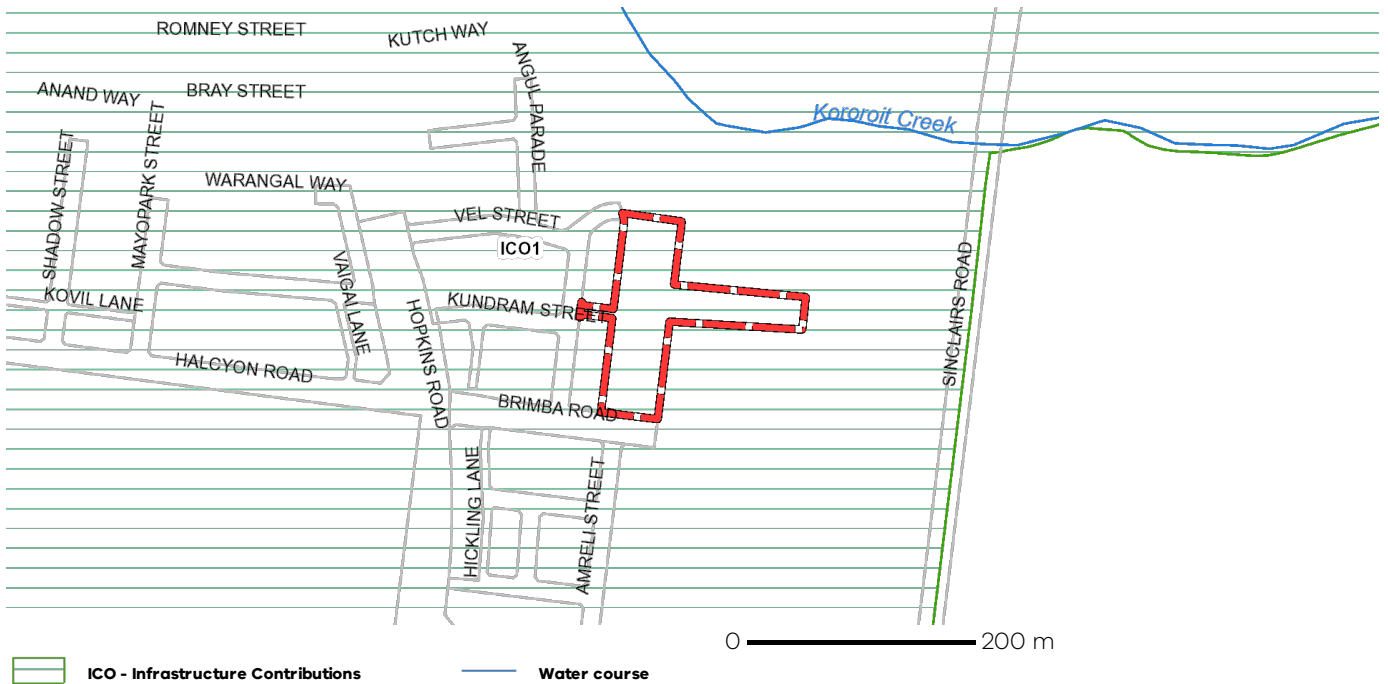 ROMNEY STREET
KUTCH WAY
ANGUL PARADE
ANAND WAY
BRAY STREET
MAYOPARK STREET
SHADOW STREET
Kororoit Creek
WARANGAL WAY
VEL STREET
ICO1
VAIGAI LANE
KOVIL LANE
KUNDRAM STREET
HOPKINS ROAD
SINCLAIRS ROAD
HALCYON ROAD
BRIMBA ROAD
HICKLING LANE
AMRELI STREET
0 200 m
ICO - Infrastructure Contributions
Water course